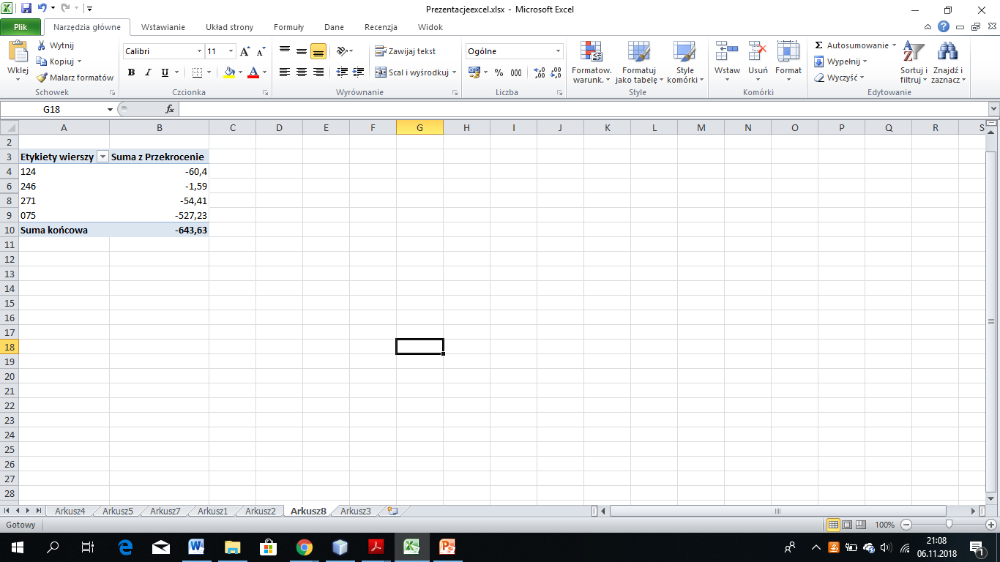 Prezentacjeexcel.xlsx - Microsoft Excel
Plik Narzędzia główne Wstawianie Układ strony Formuły Dane Recenzja Widok
Wklej
Wytnij
Kopiuj
Malarz formatów
Schowek
Calibri 11
B I U
Czcionka
Zawijaj tekst
Scal i wyśrodkuj
Wyrównanie
Ogólne
% 000
Liczba
Formatow. warunk.
Formatuj jako tabelę
Style komórki
Style
Wstaw Usuń Format
Komórki
Autosumowanie
Wypełnij
Wyczyść
Sortuj i filtruj
Znajdź i zaznacz
Edytowanie
G18 fx
A B C D E F G H I J K L M N O P Q R S
2
3 Etykiety wierszy Suma z Przekrocenie
4 124 -60,4
6 246 -1,59
8 271 -54,41
9 075 -527,23
10 Suma końcowa -643,63
11
12
13
14
15
16
17
18
19
20
21
22
23
24
25
26
27
28
Arkusz4 Arkusz5 Arkusz7 Arkusz1 Arkusz2 Arkusz8 Arkusz3
Gotowy 100%
21:08
06.11.2018
1